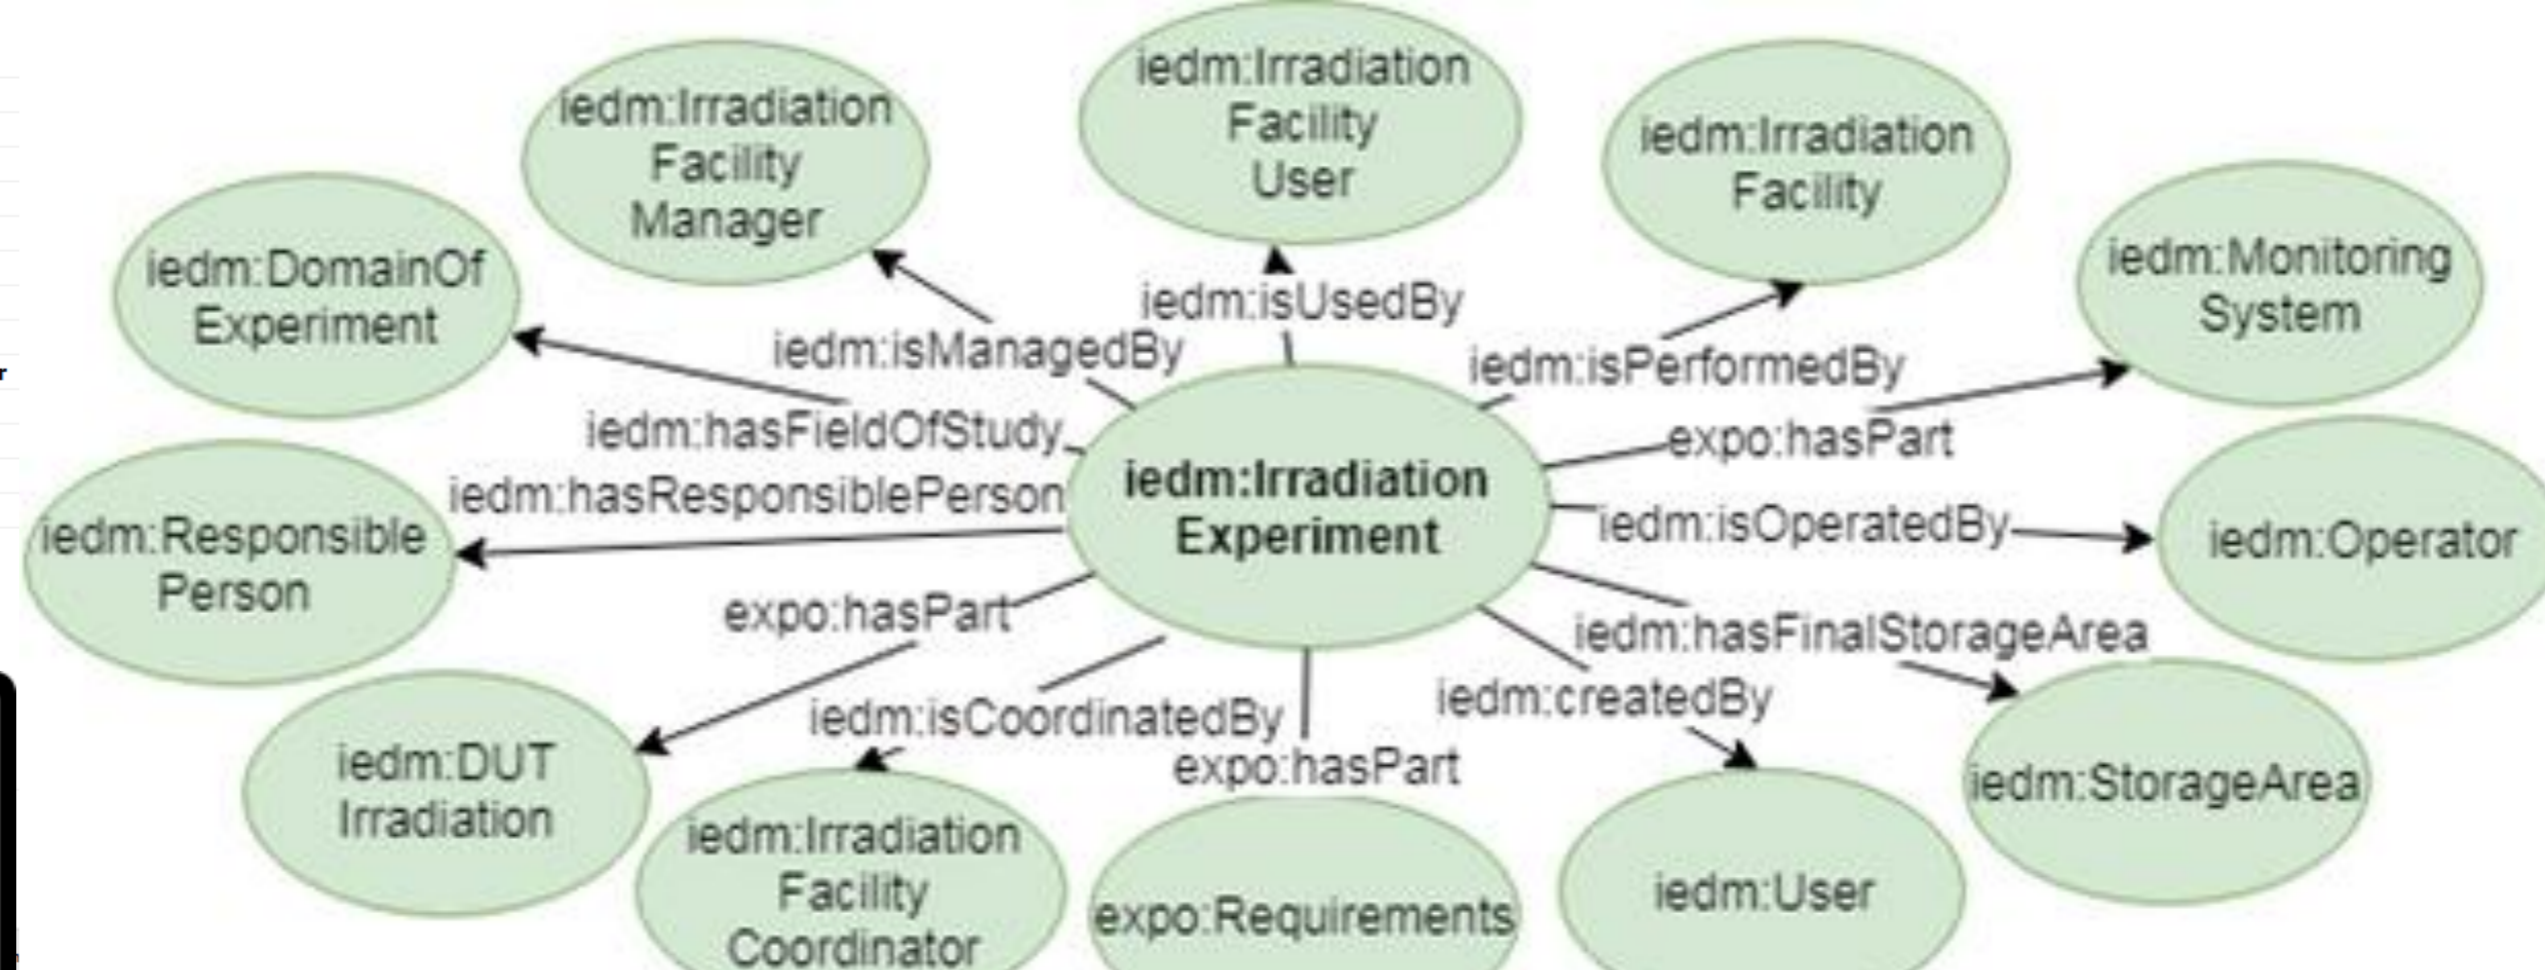 iedm:Irradiation
Facility
User
iedm:Irradiation
Facility
Manager
iedm:Irradiation
Facility
iedm:DomainOf
Experiment
iedm:Monitoring
System
iedm:isUsedBy
iedm:isManagedBy
iedm:isPerformedBy
iedm:hasFieldOfStudy
expo:hasPart
r
iedm:hasResponsiblePerson
iedm:Irradiation
Experiment
iedm:isOperatedBy
iedm:Operator
iedm:Responsible
Person
expo:hasPart
iedm:hasFinalStorageArea
iedm:isCoordinatedBy
iedm:createdBy
expo:hasPart
iedm:DUT
Irradiation
iedm:StorageArea
iedm:Irradiation
Facility
Coordinator
expo:Requirements
iedm:User